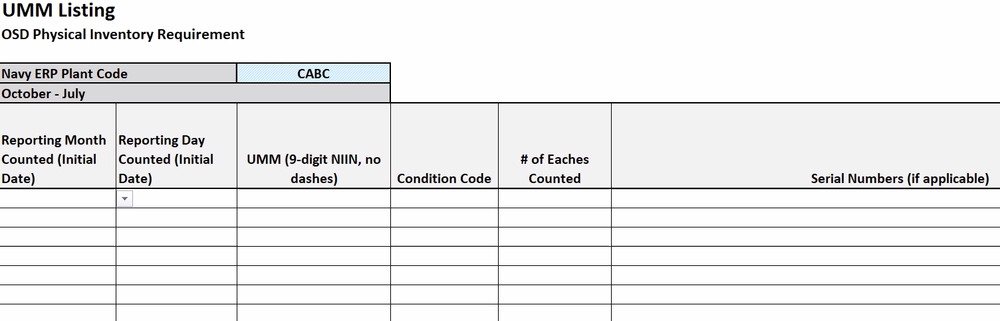 UMM Listing
OSD Physical Inventory Requirement
Navy ERP Plant Code CABC
October - July
Reporting Month
Counted (Initial
Date)
Reporting Day
Counted (Initial
Date)
UMM (9-digit NIIN, no
dashes)
Condition Code
# of Eaches
Counted
Serial Numbers (if applicable)